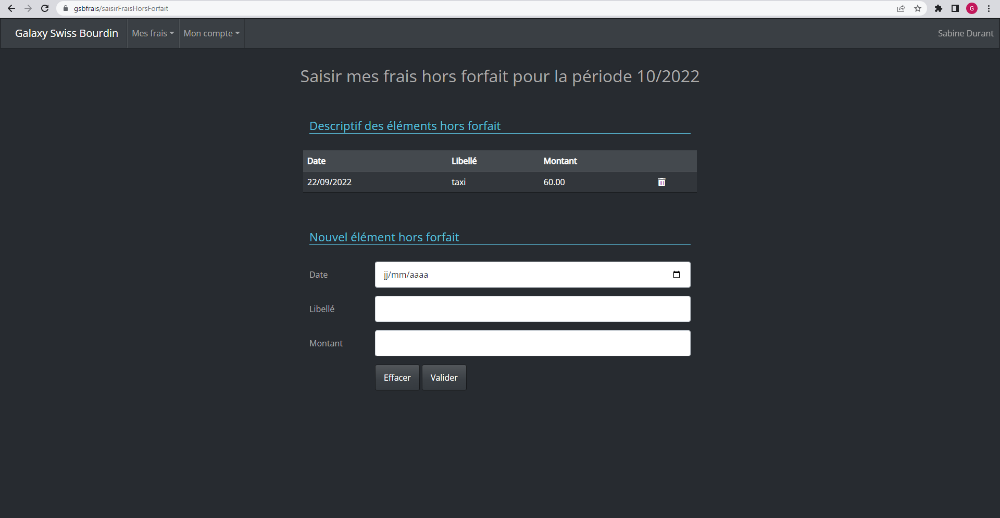 gsbfrais/saisirFraisHorsForfait
G
Galaxy Swiss Bourdin
Mes frais
Mon compte
Sabine Durant
Saisir mes frais hors forfait pour la période 10/2022
Descriptif des éléments hors forfait
Date Libellé Montant
22/09/2022 taxi 60.00
Nouvel élément hors forfait
Date jj/mm/aaaa
Libellé
Montant
Effacer Valider